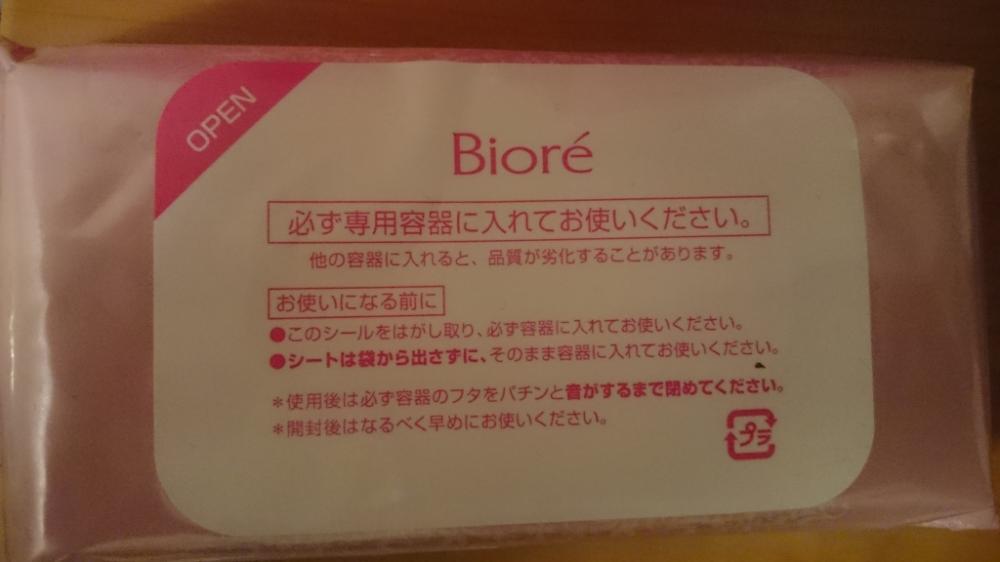 OPEN
Bioré
必ず専用容器に入れてお使いください。
他の容器に入れると、品質が劣化することがあります。
お使いになる前に
●このシールをはがし取り、必ず容器に入れてお使いください。
●シートは袋から出さずに、そのまま容器に入れてお使いください。
＊使用後は必ず容器のフタをパチンと音がするまで閉めてください。
＊開封後はなるべく早めにお使いください。
プラ